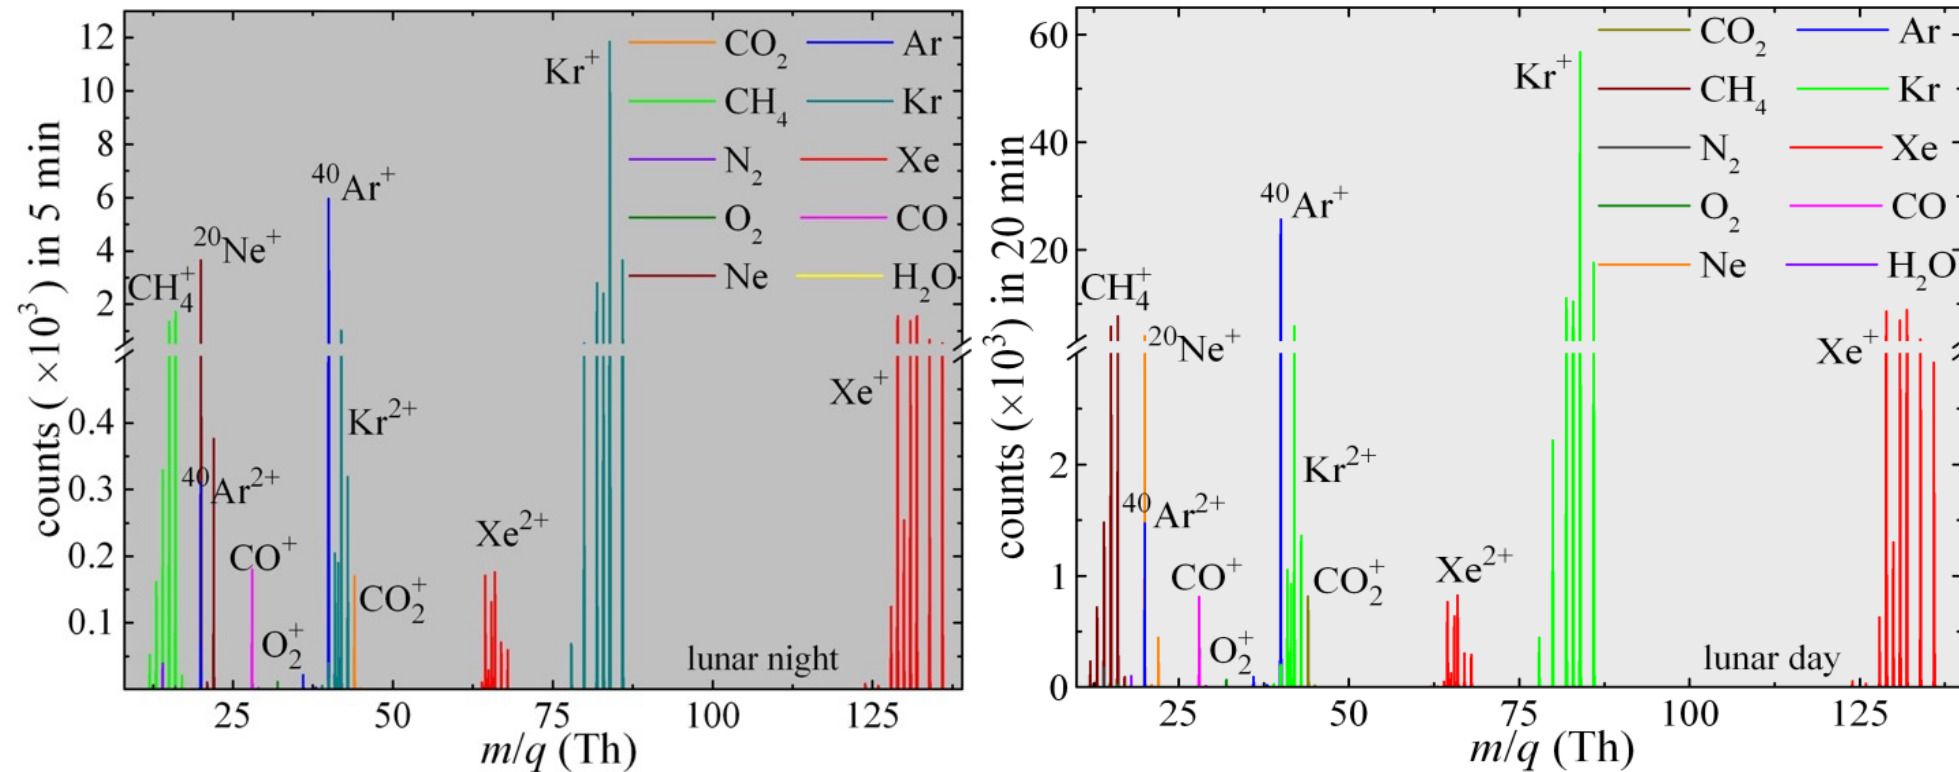 counts (×10³) in 5 min
12
10
8
6
4
2
0.4
0.3
0.2
0.1
25
50
75
100
125
m/q (Th)
CH₄⁺
²⁰Ne⁺
⁴⁰Ar²⁺
CO⁺
O₂⁺
⁴⁰Ar⁺
Kr²⁺
CO₂⁺
Xe²⁺
Kr⁺
Xe⁺
lunar night
CO₂ Ar
CH₄ Kr
N₂ Xe
O₂ CO
Ne H₂O
counts (×10³) in 20 min
60
40
20
2
1
0
25
50
75
100
125
m/q (Th)
CH₄⁺
²⁰Ne⁺
⁴⁰Ar²⁺
CO⁺
O₂⁺
⁴⁰Ar⁺
Kr²⁺
CO₂⁺
Xe²⁺
Kr⁺
Xe⁺
lunar day
CO₂ Ar
CH₄ Kr
N₂ Xe
O₂ CO
Ne H₂O